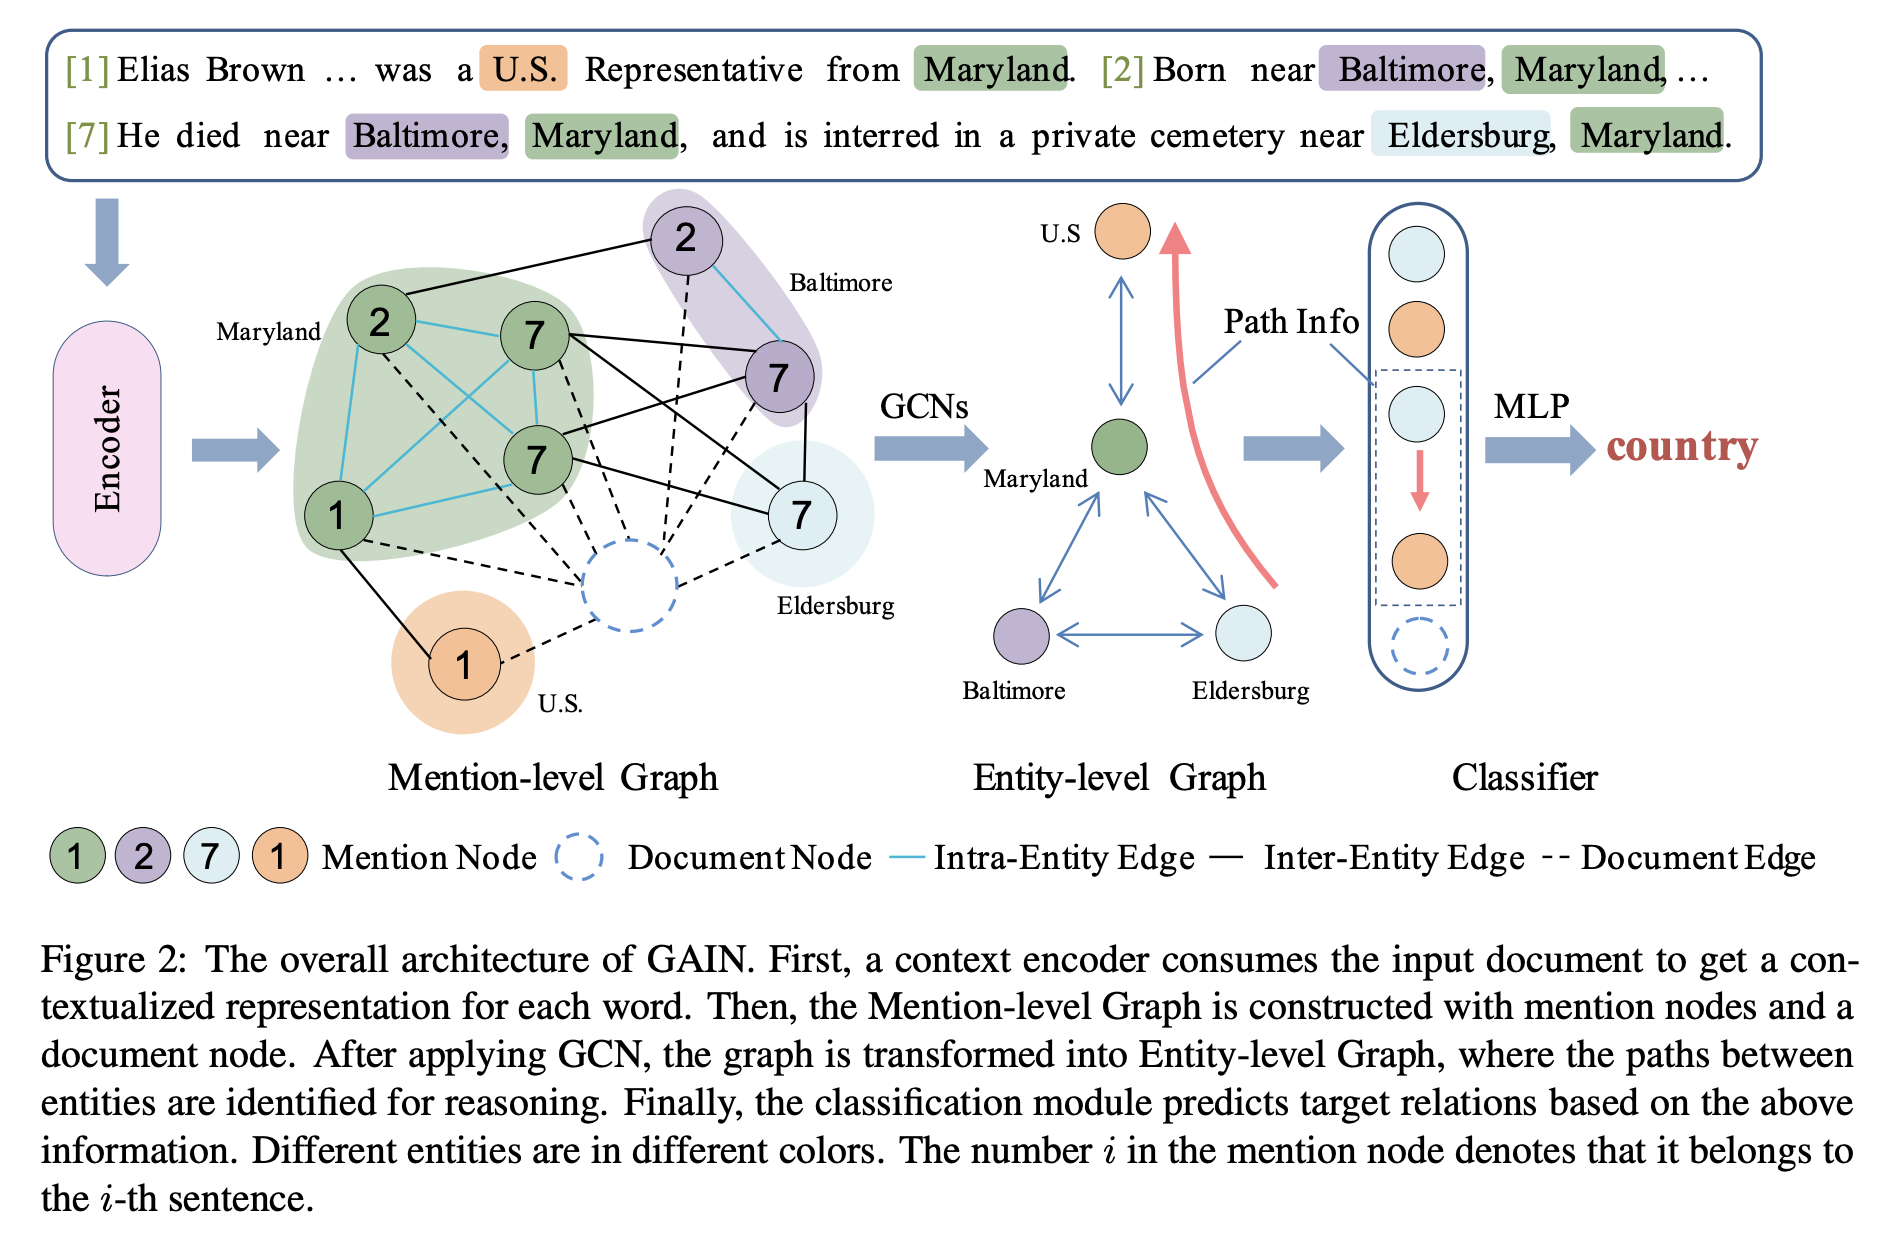 [1] Elias Brown … was a U.S. Representative from Maryland. [2] Born near Baltimore, Maryland, …
[7] He died near Baltimore, Maryland, and is interred in a private cemetery near Eldersburg, Maryland.
Encoder
Maryland
2
7
7
1
2
7
Baltimore
7
Eldersburg
1
U.S.
Mention-level Graph
GCNs
U.S
Maryland
Baltimore
Eldersburg
Entity-level Graph
Path Info
Classifier
MLP
country
1 2 7 1 Mention Node Document Node Intra-Entity Edge Inter-Entity Edge Document Edge
Figure 2: The overall architecture of GAIN. First, a context encoder consumes the input document to get a con-
textualized representation for each word. Then, the Mention-level Graph is constructed with mention nodes and a
document node. After applying GCN, the graph is transformed into Entity-level Graph, where the paths between
entities are identified for reasoning. Finally, the classification module predicts target relations based on the above
information. Different entities are in different colors. The number i in the mention node denotes that it belongs to
the i-th sentence.